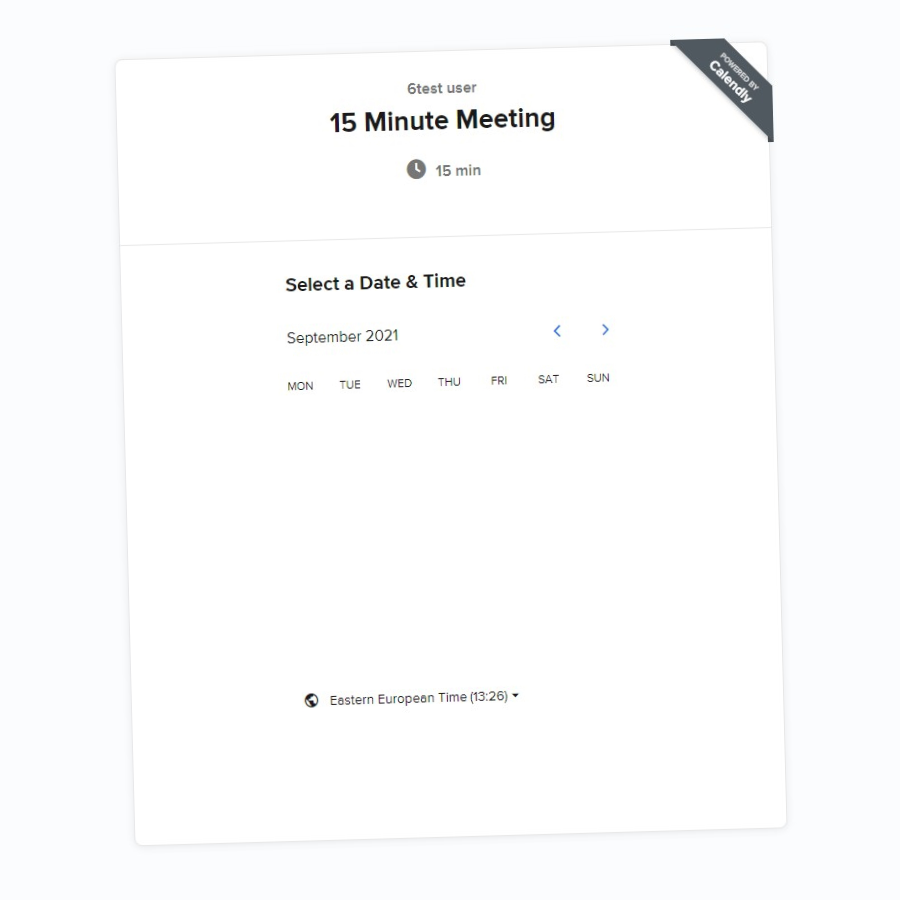 POWERED BY
Calendly
6test user
15 Minute Meeting
15 min
Select a Date & Time
September 2021
MON TUE WED THU FRI SAT SUN
Eastern European Time (13:26)